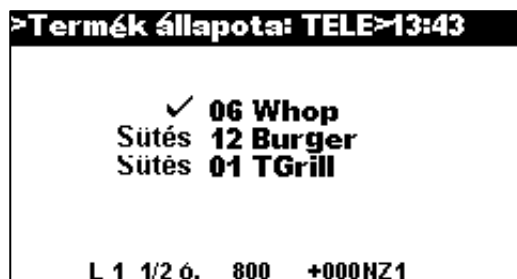 >Termék állapota: TELE>13:43
✓ 06 Whop
Sütés 12 Burger
Sütés 01 TGrill
L 1 1/2 ó. 800 +000NZ1